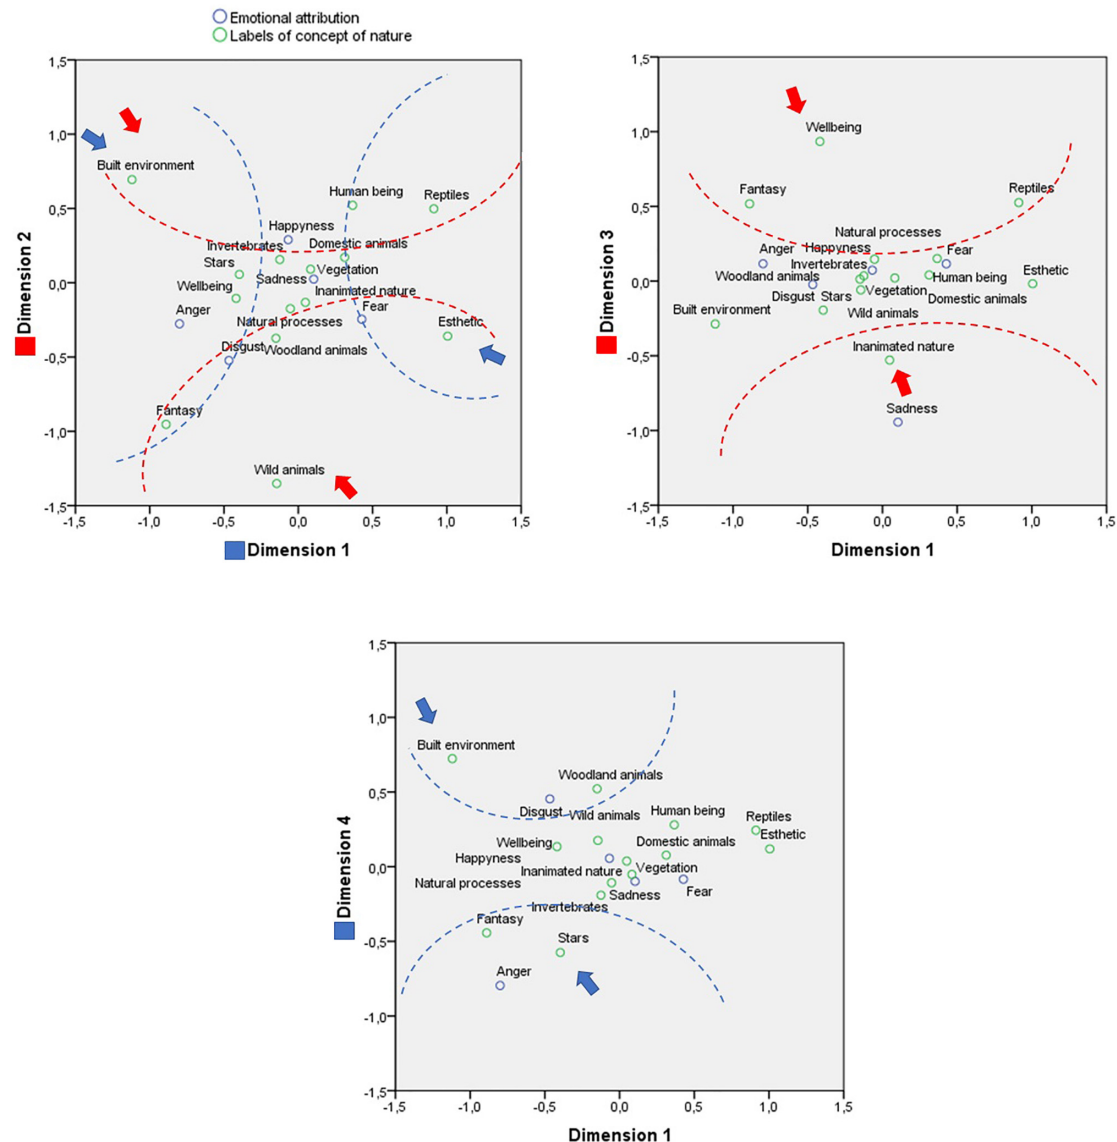 Emotional attribution
Labels of concept of nature
1,5
1,0
0,5
0,0
-0,5
-1,0
-1,5
Dimension 2
Built environment
Human being
Reptiles
Happyness
Invertebrates
Domestic animals
Stars
Vegetation
Sadness
Wellbeing
Inanimated nature
Anger
Natural processes
Fear
Esthetic
Disgust
Woodland animals
Fantasy
Wild animals
-1,5
-1,0
-0,5
0,0
0,5
1,0
1,5
Dimension 1
1,5
1,0
0,5
0,0
-0,5
-1,0
-1,5
Dimension 3
Wellbeing
Fantasy
Reptiles
Natural processes
Anger
Happyness
Fear
Invertebrates
Woodland animals
Human being
Esthetic
Disgust
Stars
Vegetation
Domestic animals
Built environment
Wild animals
Inanimated nature
Sadness
-1,5
-1,0
-0,5
0,0
0,5
1,0
1,5
Dimension 1
1,5
1,0
0,5
0,0
-0,5
-1,0
-1,5
Dimension 4
Built environment
Woodland animals
Disgust
Wild animals
Human being
Reptiles
Esthetic
Wellbeing
Domestic animals
Happyness
Inanimated nature
Vegetation
Natural processes
Sadness
Fear
Invertebrates
Fantasy
Stars
Anger
-1,5
-1,0
-0,5
0,0
0,5
1,0
1,5
Dimension 1